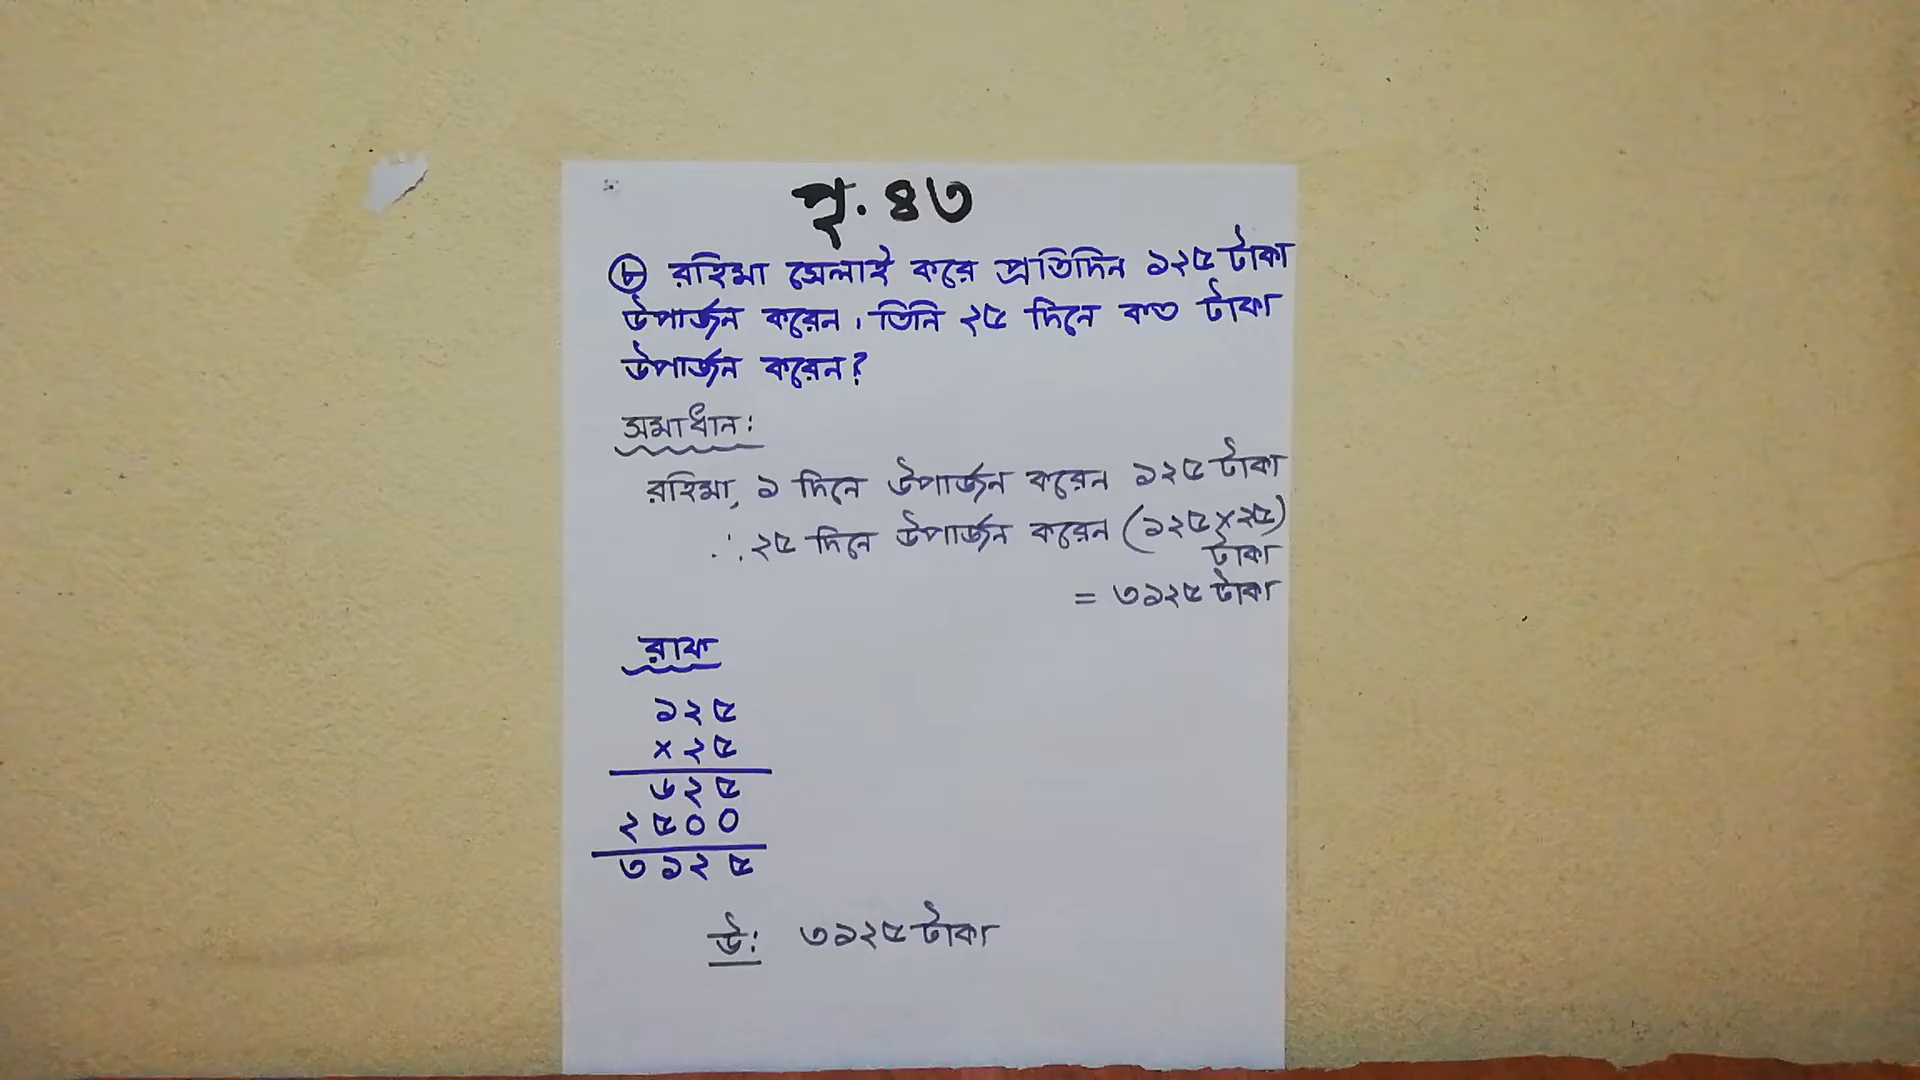 পৃ. ৪৩
৮ রহিমা সেলাই করে প্রতিদিন ১২৫ টাকা
উপার্জন করেন। তিনি ২৫ দিনে কত টাকা
উপার্জন করেন?
সমাধান:
রহিমা, ১ দিনে উপার্জন করেন ১২৫ টাকা
∴ ২৫ দিনে উপার্জন করেন (১২৫×২৫)
টাকা
= ৩১২৫ টাকা
রাফ
১২৫
×২৫
৬২৫
২৫০০
৩১২৫
উ: ৩১২৫ টাকা